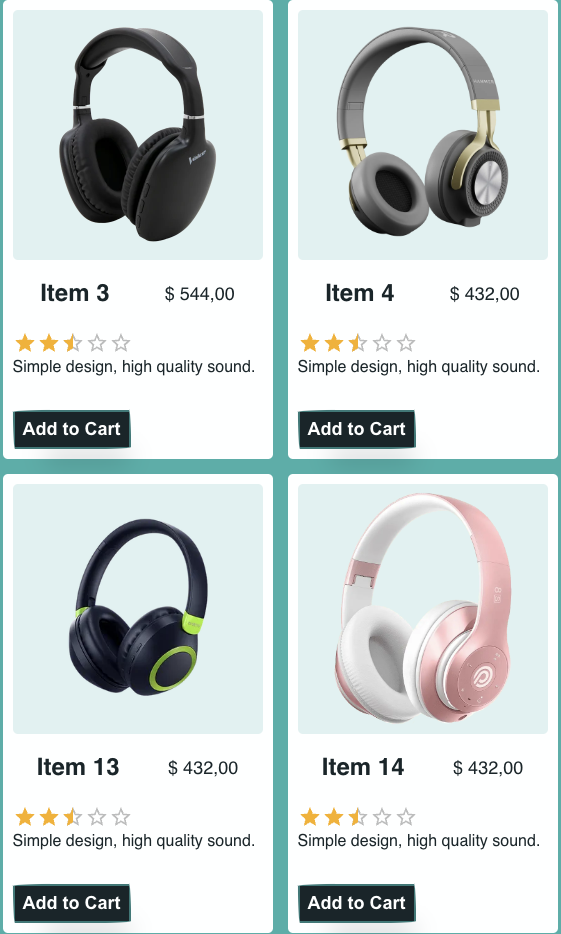 Item 3 $ 544,00
Simple design, high quality sound.
Add to Cart
Item 4 $ 432,00
Simple design, high quality sound.
Add to Cart
Item 13 $ 432,00
Simple design, high quality sound.
Add to Cart
Item 14 $ 432,00
Simple design, high quality sound.
Add to Cart